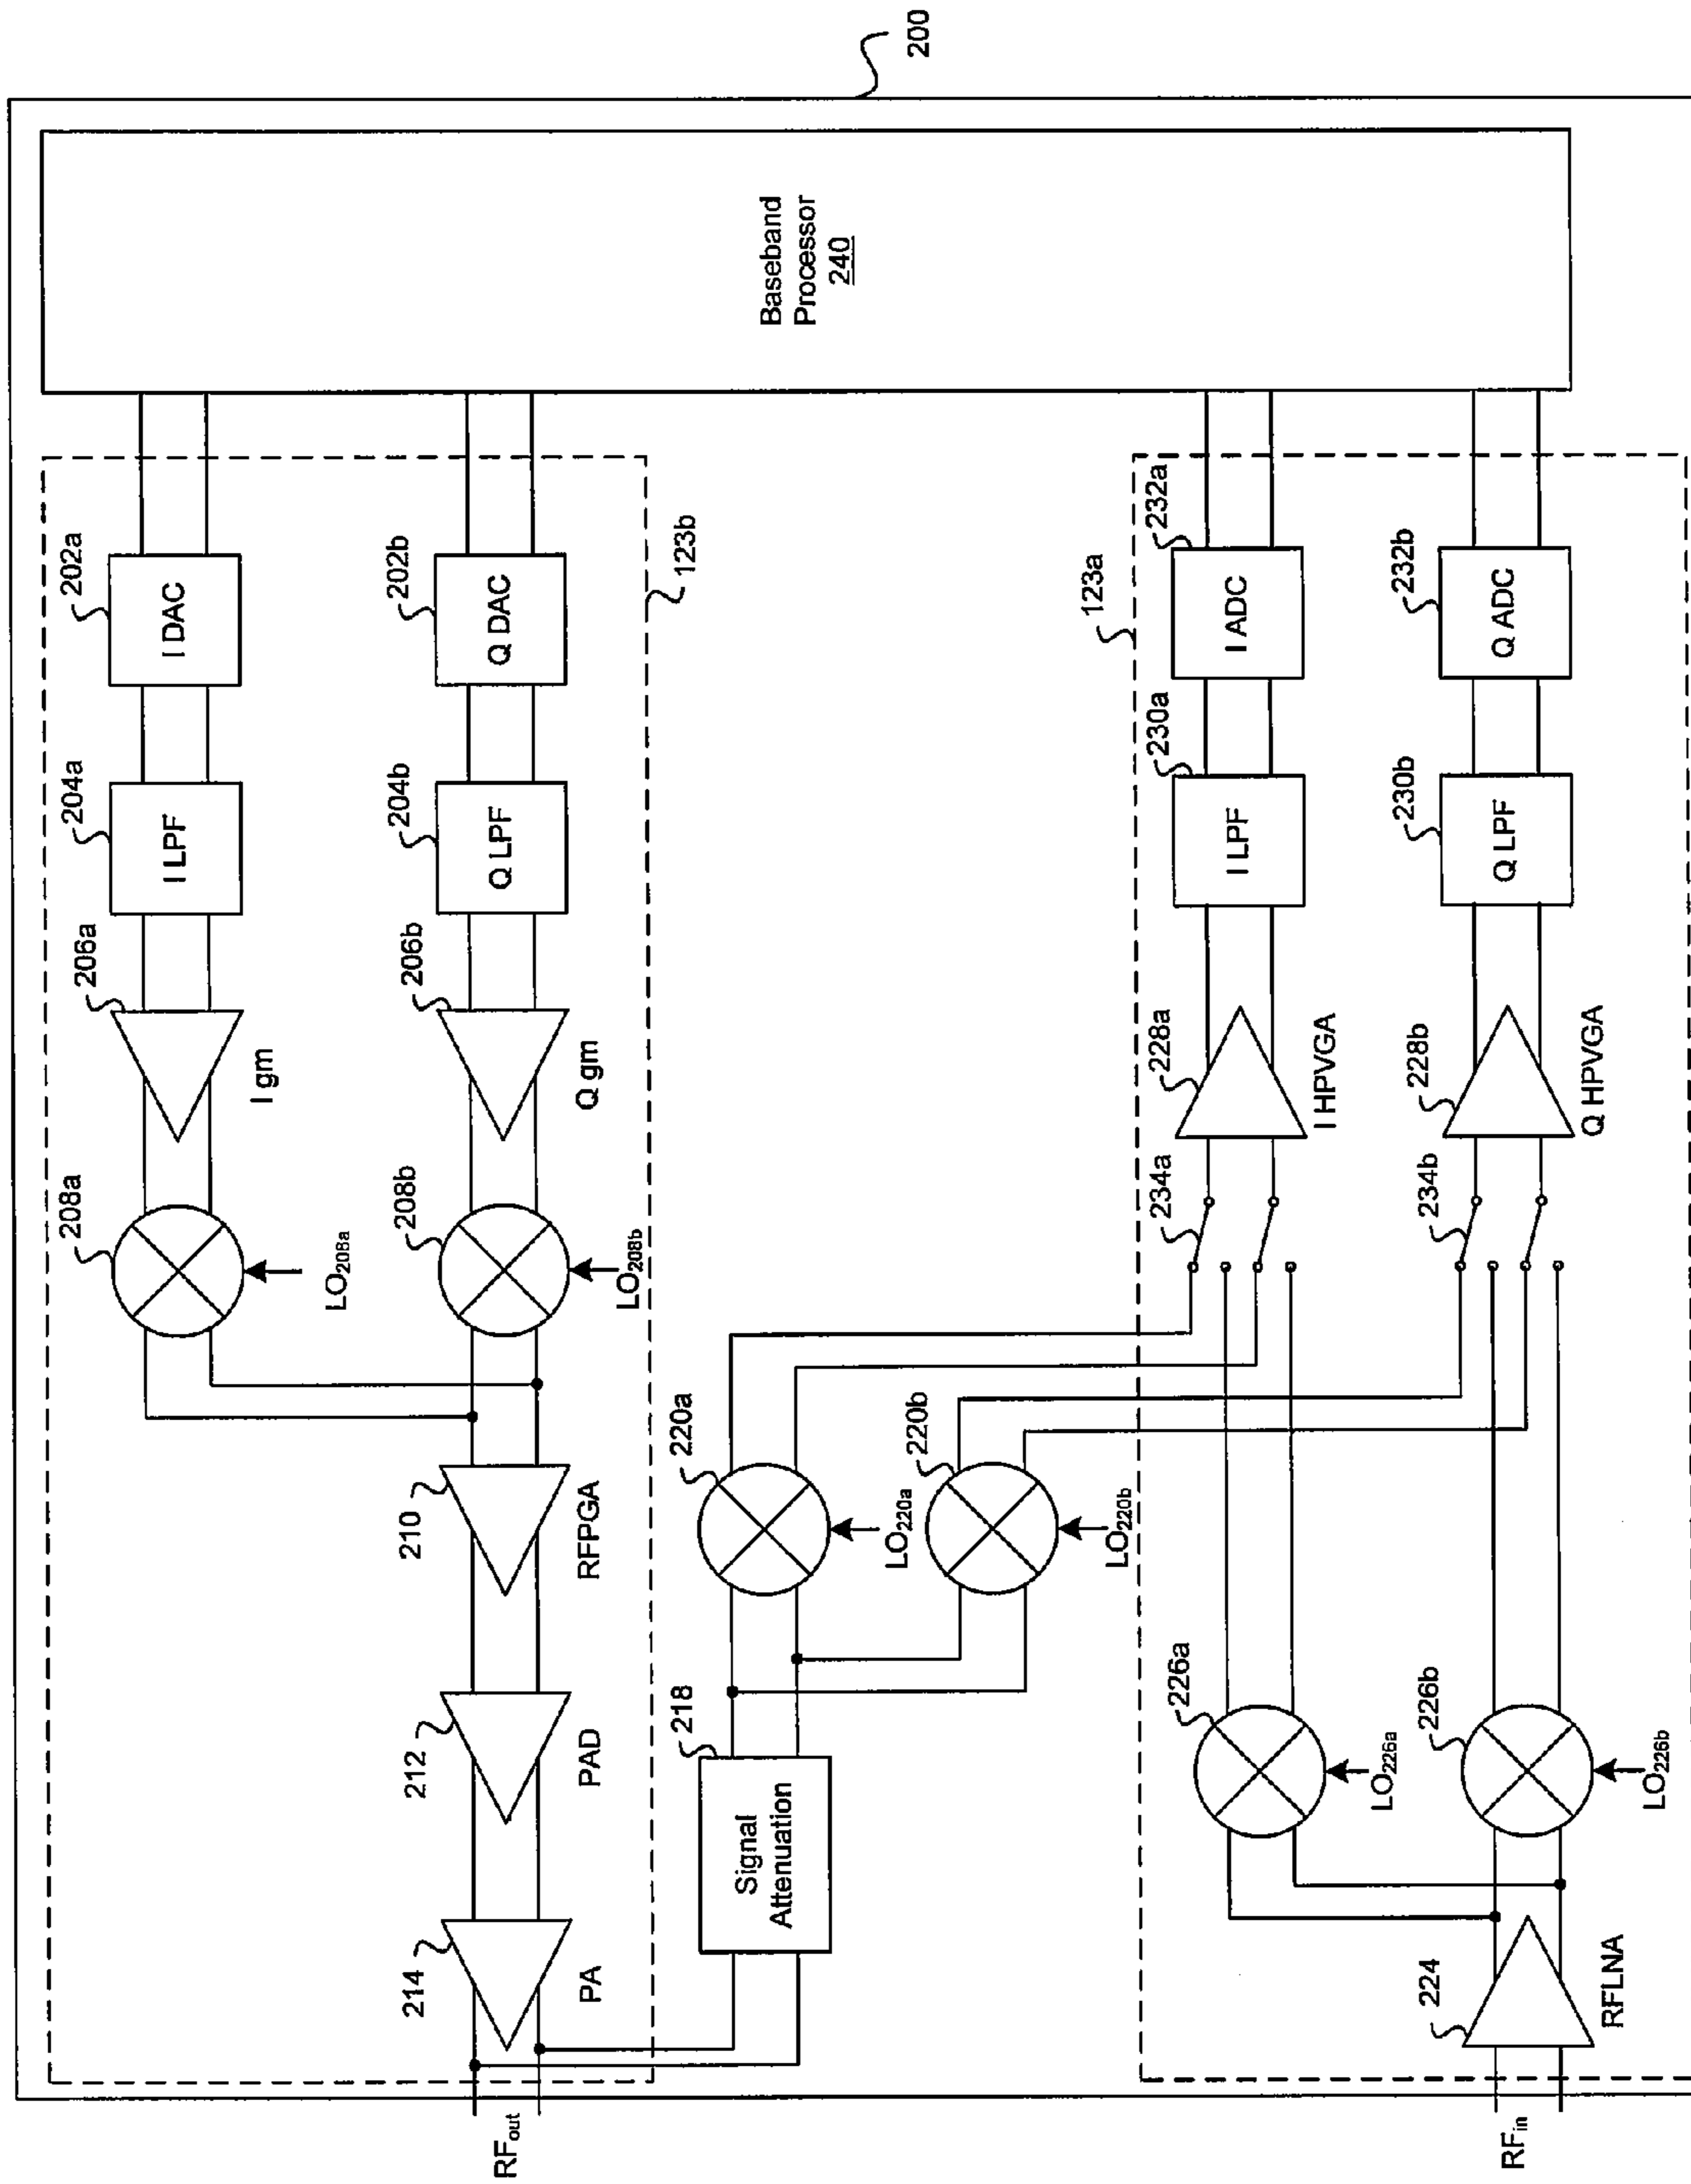 200
Baseband
Processor
240
202a
I DAC
204a
I LPF
206a
I gm
208a
LO208a
202b
Q DAC
204b
Q LPF
206b
Q gm
208b
LO208b
123b
210
RFPGA
212
PAD
214
PA
RFout
218
Signal
Attenuation
220a
LO220a
220b
LO220b
123a
232a
I ADC
230a
I LPF
228a
I HPVGA
234a
226a
LO226a
232b
Q ADC
230b
Q LPF
228b
Q HPVGA
234b
226b
LO226b
224
RFLNA
RFin